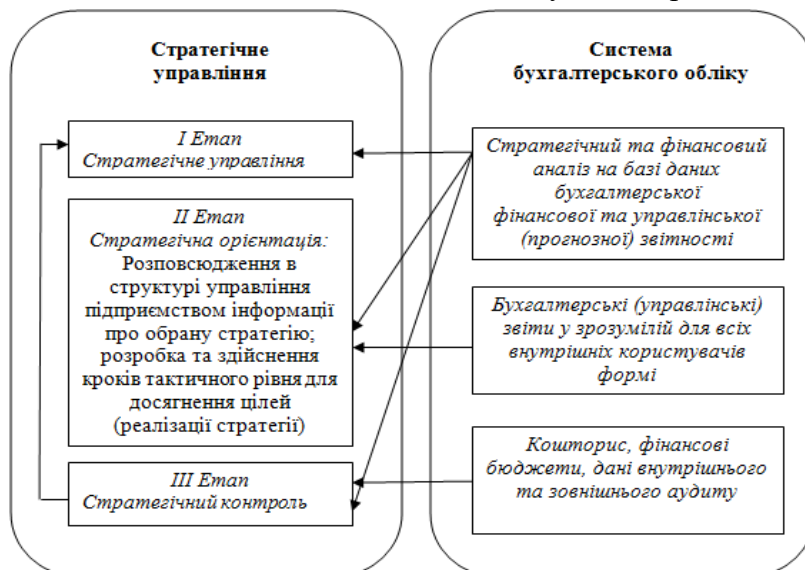 Стратегічне
управління
І Етап
Стратегічне управління
ІІ Етап
Стратегічна орієнтація:
Розповсюдження в
структурі управління
підприємством інформації
про обрану стратегію;
розробка та здійснення
кроків тактичного рівня для
досягнення цілей
(реалізації стратегії)
ІІІ Етап
Стратегічний контроль
Система
бухгалтерського обліку
Стратегічний та фінансовий
аналіз на базі даних
бухгалтерської
фінансової та управлінської
(прогнозної) звітності
Бухгалтерські (управлінські)
звіти у зрозумілій для всіх
внутрішніх користувачів
формі
Кошторис, фінансові
бюджети, дані внутрішнього
та зовнішнього аудиту